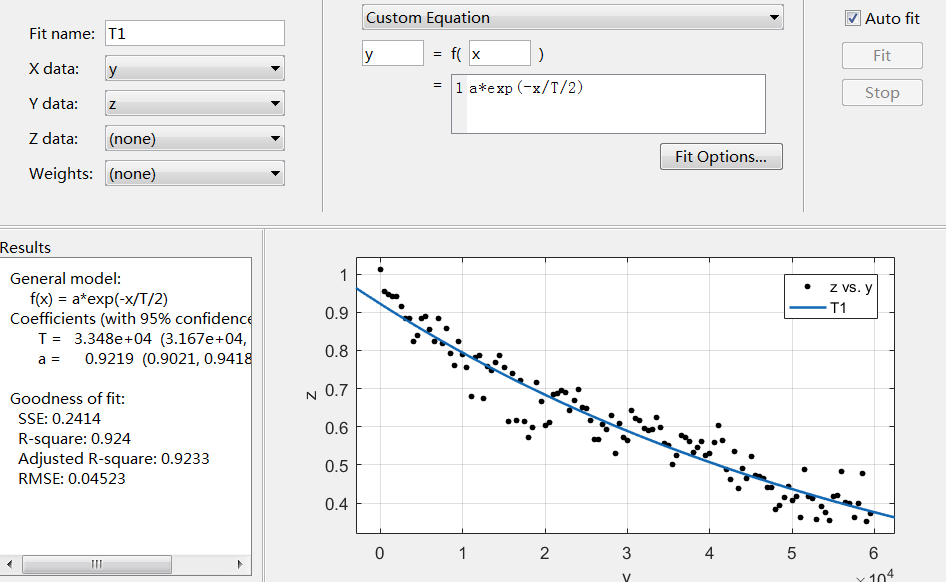 Fit name: T1
X data: y
Y data: z
Z data: (none)
Weights: (none)
Custom Equation
y = f( x )
= 1 a*exp(-x/T/2)
Fit Options...
Auto fit
Fit
Stop
Results
General model:
f(x) = a*exp(-x/T/2)
Coefficients (with 95% confidence
T = 3.348e+04 (3.167e+04,
a = 0.9219 (0.9021, 0.9418
Goodness of fit:
SSE: 0.2414
R-square: 0.924
Adjusted R-square: 0.9233
RMSE: 0.04523
z vs. y
T1
1
0.9
0.8
0.7
0.6
0.5
0.4
z
0 1 2 3 4 5 6
×10^4